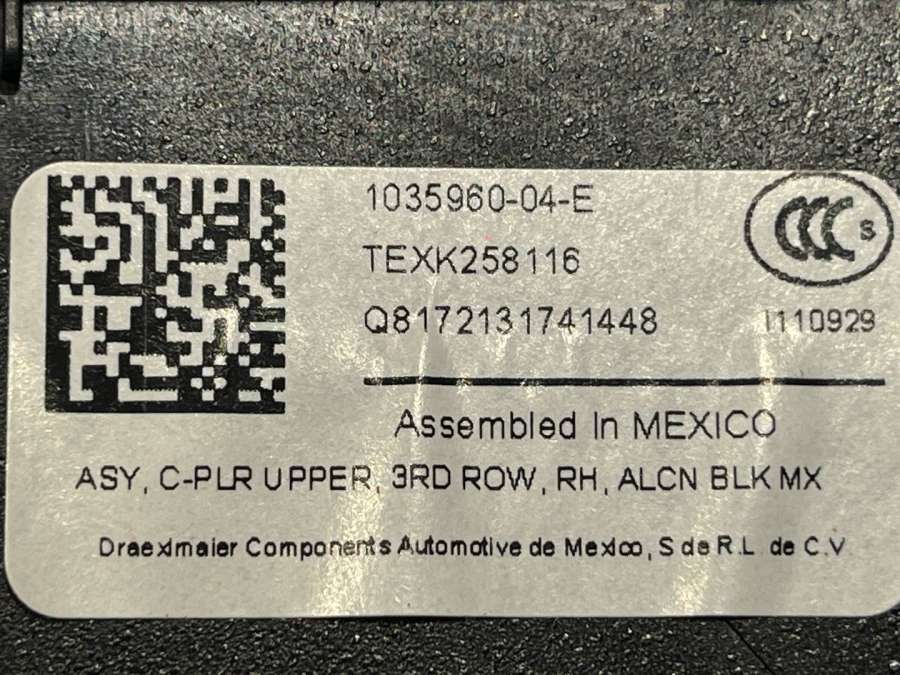 1035960-04-E
TEXK258116
CCC S
Q8172131741448
I110929
Assembled In MEXICO
ASY, C-PLR UPPER, 3RD ROW, RH, ALCN BLK MX
Draexlmaier Components Automotive de Mexico, S de R.L. de C.V